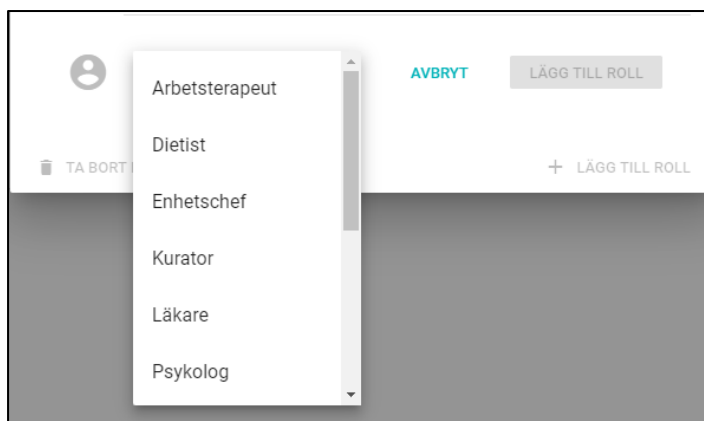 Arbetsterapeut
AVBRYT
LÄGG TILL ROLL
Dietist
TA BORT
+ LÄGG TILL ROLL
Enhetschef
Kurator
Läkare
Psykolog